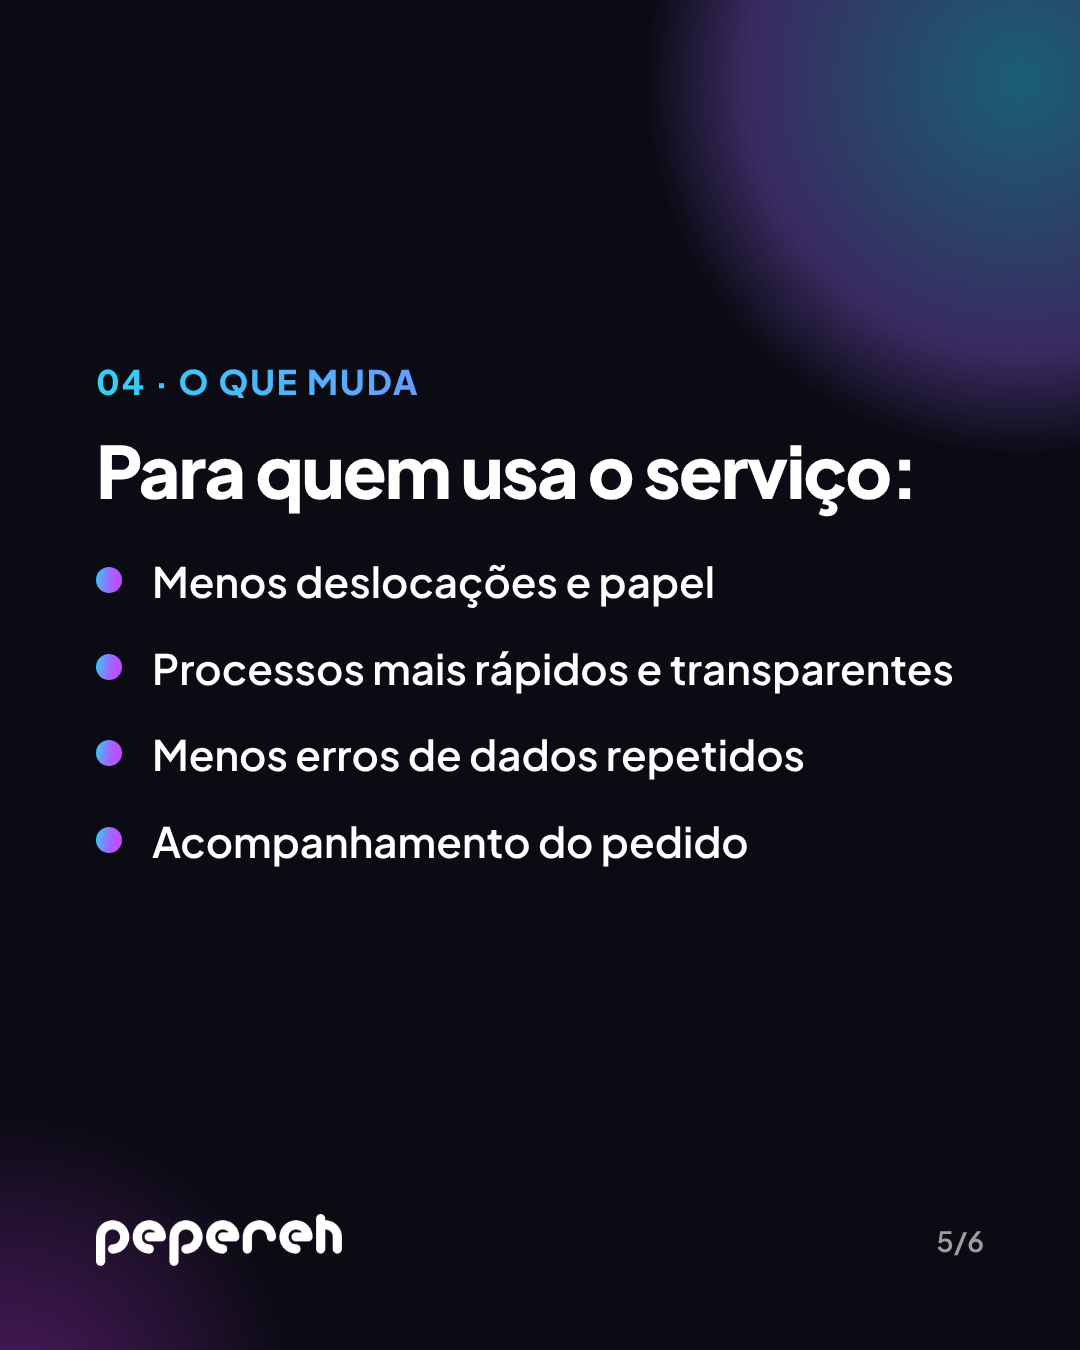 04 · O QUE MUDA
Para quem usa o serviço:
Menos deslocações e papel
Processos mais rápidos e transparentes
Menos erros de dados repetidos
Acompanhamento do pedido
pepereh
5/6